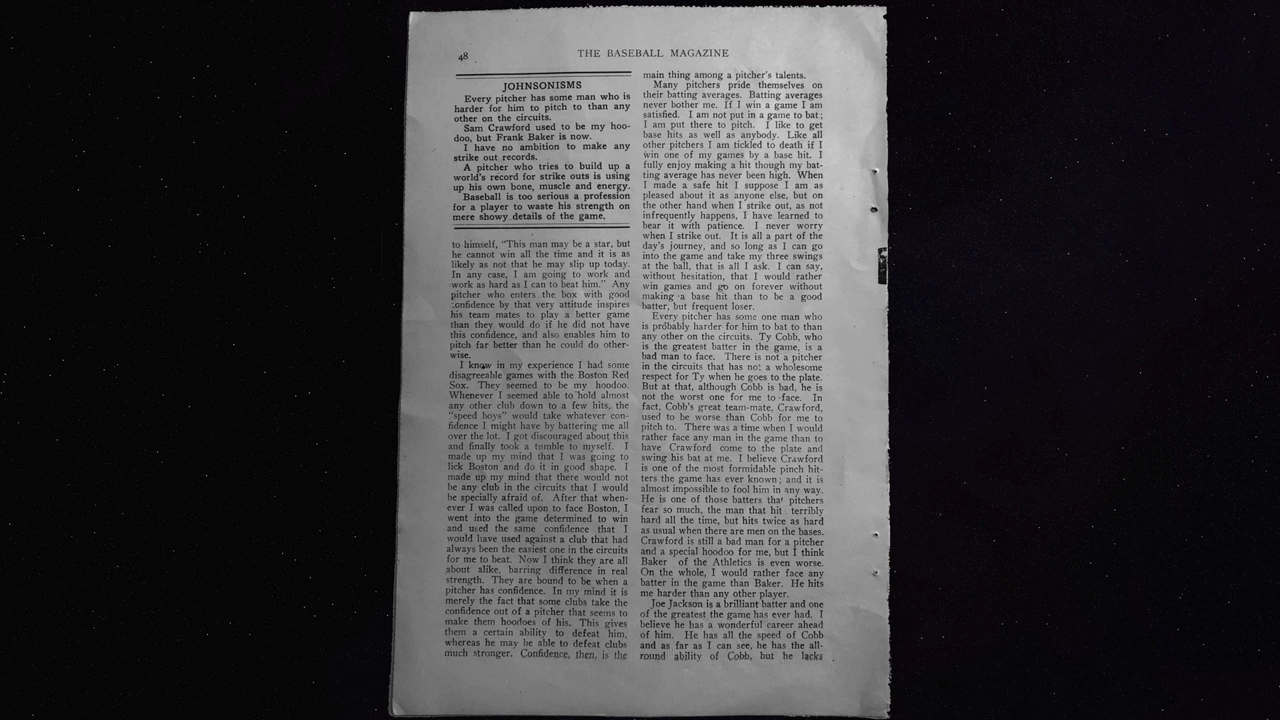 48
THE BASEBALL MAGAZINE
JOHNSONISMS
Every pitcher has some man who is
harder for him to pitch to than any
other on the circuits.
Sam Crawford used to be my hoo-
doo, but Frank Baker is now.
I have no ambition to make any
strike out records.
A pitcher who tries to build up a
world's record for strike outs is using
up his own bone, muscle and energy.
Baseball is too serious a profession
for a player to waste his strength on
mere showy details of the game.
to himself, "This man may be a star, but
he cannot win all the time and it is as
likely as not that he may slip up today.
In any case, I am going to work and
work as hard as I can to beat him." Any
pitcher who enters the box with good
confidence by that very attitude inspires
his team mates to play a better game
than they would do if he did not have
this confidence, and also enables him to
pitch far better than he could do other-
wise.
I know in my experience I had some
disagreeable games with the Boston Red
Sox. They seemed to be my hoodoo.
Whenever I seemed able to hold almost
any other club down to a few hits, the
"speed boys" would take whatever con-
fidence I might have by battering me all
over the lot. I got discouraged about this
and finally took a tumble to myself. I
made up my mind that I was going to
lick Boston and do it in good shape. I
made up my mind that there would not
be any club in the circuits that I would
be specially afraid of. After that when-
ever I was called upon to face Boston, I
went into the game determined to win
and used the same confidence that I
would have used against a club that had
always been the easiest one in the circuits
for me to beat. Now I think they are all
about alike, barring difference in real
strength. They are bound to be when a
pitcher has confidence. In my mind it is
merely the fact that some clubs take the
confidence out of a pitcher that seems to
make them hoodoes of his. This gives
them a certain ability to defeat him,
whereas he may be able to defeat clubs
much stronger. Confidence, then, is the
main thing among a pitcher's talents.
Many pitchers pride themselves on
their batting averages. Batting averages
never bother me. If I win a game I am
satisfied. I am not put in a game to bat;
I am put there to pitch. I like to get
base hits as well as anybody. Like all
other pitchers I am tickled to death if I
win one of my games by a base hit. I
fully enjoy making a hit though my bat-
ting average has never been high. When
I made a safe hit I suppose I am as
pleased about it as anyone else, but on
the other hand when I strike out, as not
infrequently happens, I have learned to
bear it with patience. I never worry
when I strike out. It is all a part of the
day's journey, and so long as I can go
into the game and take my three swings
at the ball, that is all I ask. I can say,
without hesitation, that I would rather
win games and go on forever without
making a base hit than to be a good
batter, but frequent loser.
Every pitcher has some one man who
is probably harder for him to bat to than
any other on the circuits. Ty Cobb, who
is the greatest batter in the game, is a
bad man to face. There is not a pitcher
in the circuits that has not a wholesome
respect for Ty when he goes to the plate.
But at that, although Cobb is bad, he is
not the worst one for me to face. In
fact, Cobb's great team-mate, Crawford,
used to be worse than Cobb for me to
pitch to. There was a time when I would
rather face any man in the game than to
have Crawford come to the plate and
swing his bat at me. I believe Crawford
is one of the most formidable pinch hit-
ters the game has ever known; and it is
almost impossible to fool him in any way.
He is one of those batters that pitchers
fear so much, the man that hit terribly
hard all the time, but hits twice as hard
as usual when there are men on the bases.
Crawford is still a bad man for a pitcher
and a special hoodoo for me, but I think
Baker of the Athletics is even worse.
On the whole, I would rather face any
batter in the game than Baker. He hits
me harder than any other player.
Joe Jackson is a brilliant batter and one
of the greatest the game has ever had. I
believe he has a wonderful career ahead
of him. He has all the speed of Cobb
and as far as I can see, he has the all-
round ability of Cobb, but he lacks